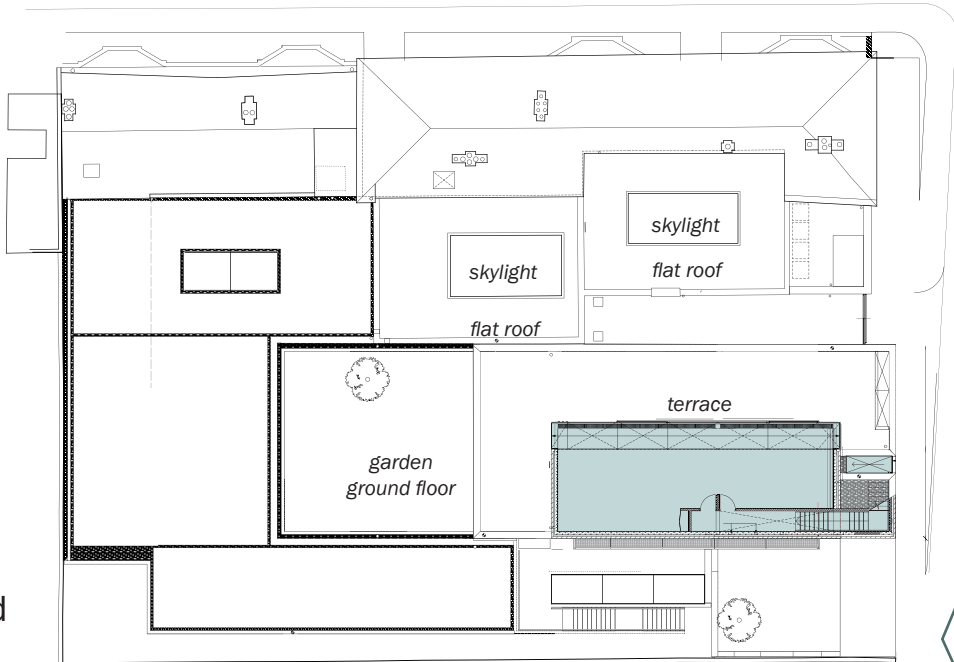 skylight
skylight
flat roof
flat roof
terrace
garden
ground floor
d